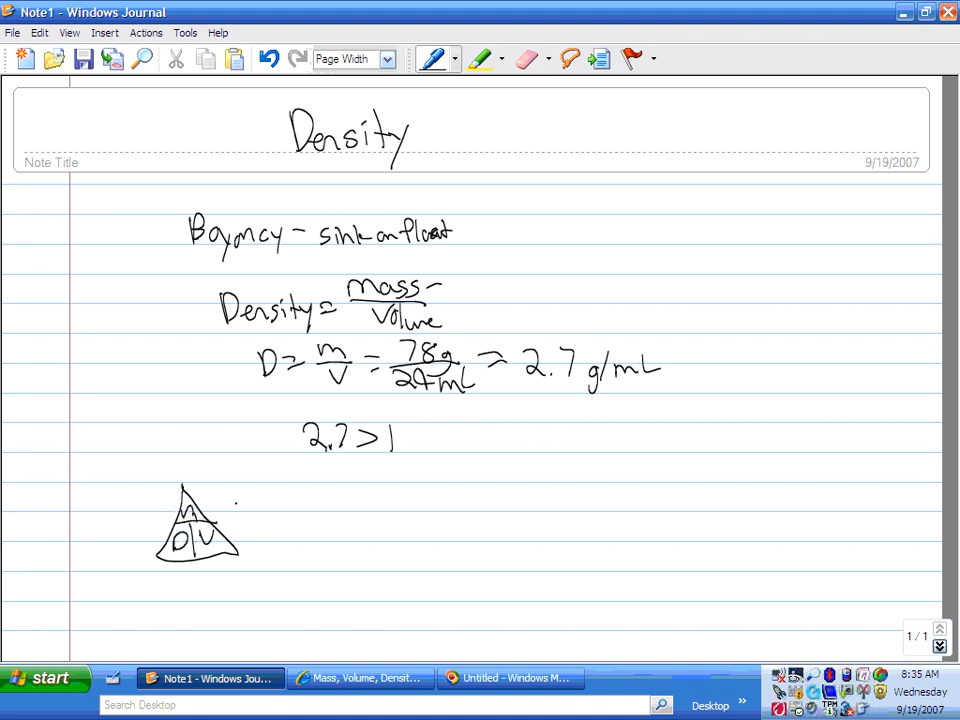 Note1 - Windows Journal
File Edit View Insert Actions Tools Help
Page Width
Density
Note Title 9/19/2007
Boyancy - sink or float
Density = mass
Volume
D = m/V = 78g = 2.7 g/mL
mL
2.7 > 1
m
D V
1 / 1
start Note1 - Windows Jou... Mass, Volume, Densit... Untitled - Windows M... 8:35 AM
Wednesday
Search Desktop Desktop » TPM 9/19/2007